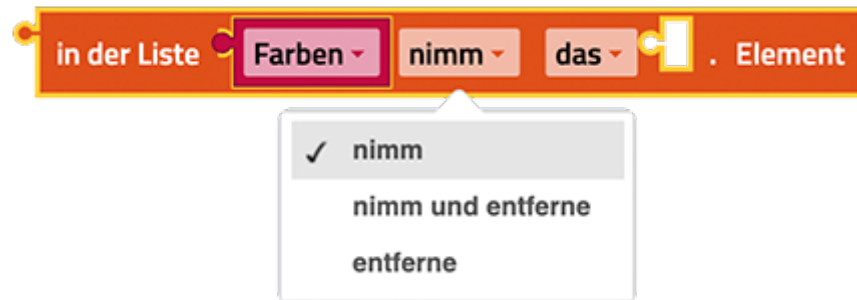 in der Liste Farben nimm das . Element
✓ nimm
nimm und entferne
entferne